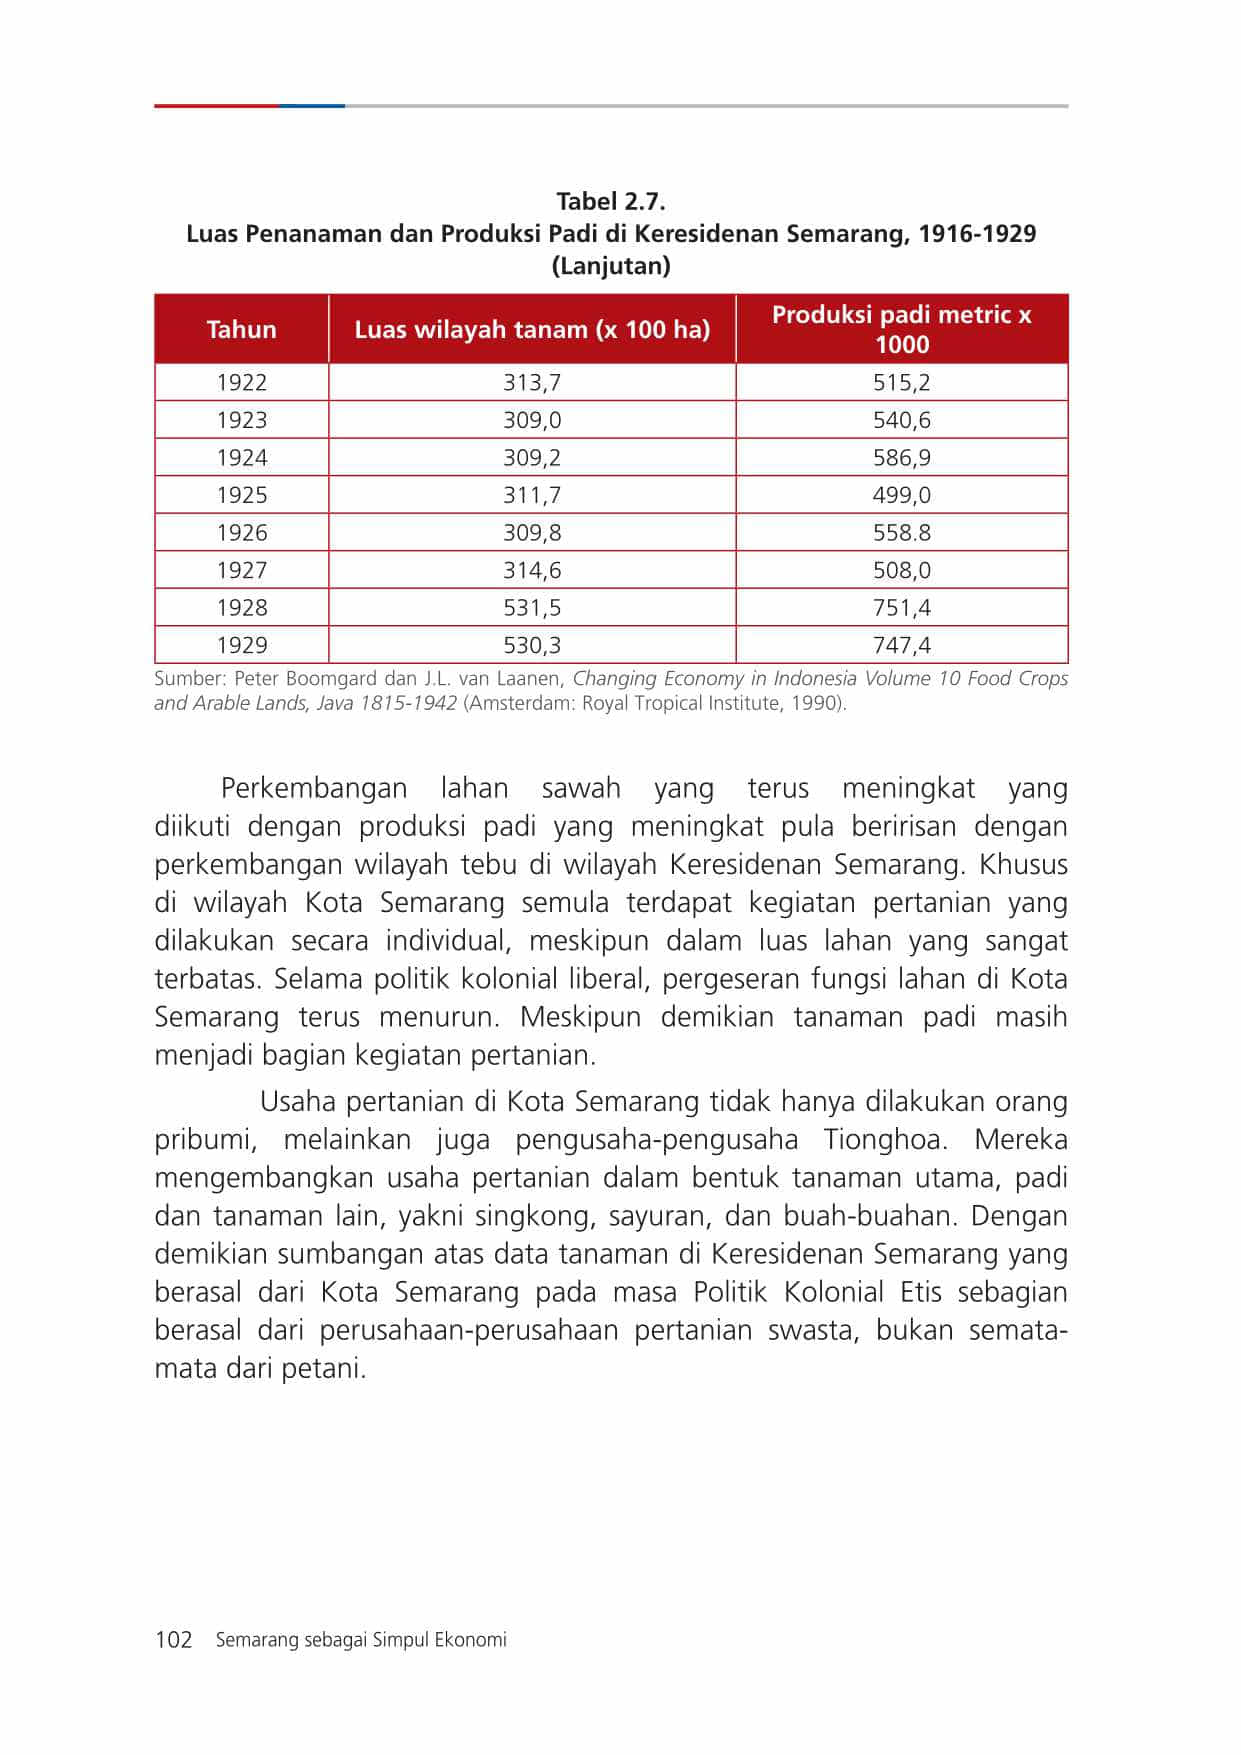 Tabel 2.7.
Luas Penanaman dan Produksi Padi di Keresidenan Semarang, 1916-1929
(Lanjutan)
Tahun Luas wilayah tanam (x 100 ha) Produksi padi metric x 1000
1922 313,7 515,2
1923 309,0 540,6
1924 309,2 586,9
1925 311,7 499,0
1926 309,8 558.8
1927 314,6 508,0
1928 531,5 751,4
1929 530,3 747,4
Sumber: Peter Boomgard dan J.L. van Laanen, Changing Economy in Indonesia Volume 10 Food Crops
and Arable Lands, Java 1815-1942 (Amsterdam: Royal Tropical Institute, 1990).
Perkembangan lahan sawah yang terus meningkat yang
diikuti dengan produksi padi yang meningkat pula beririsan dengan
perkembangan wilayah tebu di wilayah Keresidenan Semarang. Khusus
di wilayah Kota Semarang semula terdapat kegiatan pertanian yang
dilakukan secara individual, meskipun dalam luas lahan yang sangat
terbatas. Selama politik kolonial liberal, pergeseran fungsi lahan di Kota
Semarang terus menurun. Meskipun demikian tanaman padi masih
menjadi bagian kegiatan pertanian.
Usaha pertanian di Kota Semarang tidak hanya dilakukan orang
pribumi, melainkan juga pengusaha-pengusaha Tionghoa. Mereka
mengembangkan usaha pertanian dalam bentuk tanaman utama, padi
dan tanaman lain, yakni singkong, sayuran, dan buah-buahan. Dengan
demikian sumbangan atas data tanaman di Keresidenan Semarang yang
berasal dari Kota Semarang pada masa Politik Kolonial Etis sebagian
berasal dari perusahaan-perusahaan pertanian swasta, bukan semata-
mata dari petani.
102 Semarang sebagai Simpul Ekonomi